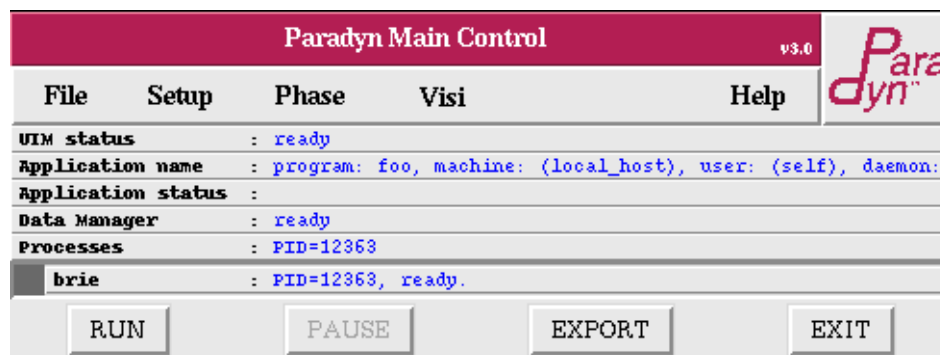 Paradyn Main Control v3.0
Para
dyn™
File Setup Phase Visi Help
UIM status : ready
Application name : program: foo, machine: (local_host), user: (self), daemon:
Application status :
Data Manager : ready
Processes : PID=12363
brie : PID=12363, ready.
RUN PAUSE EXPORT EXIT